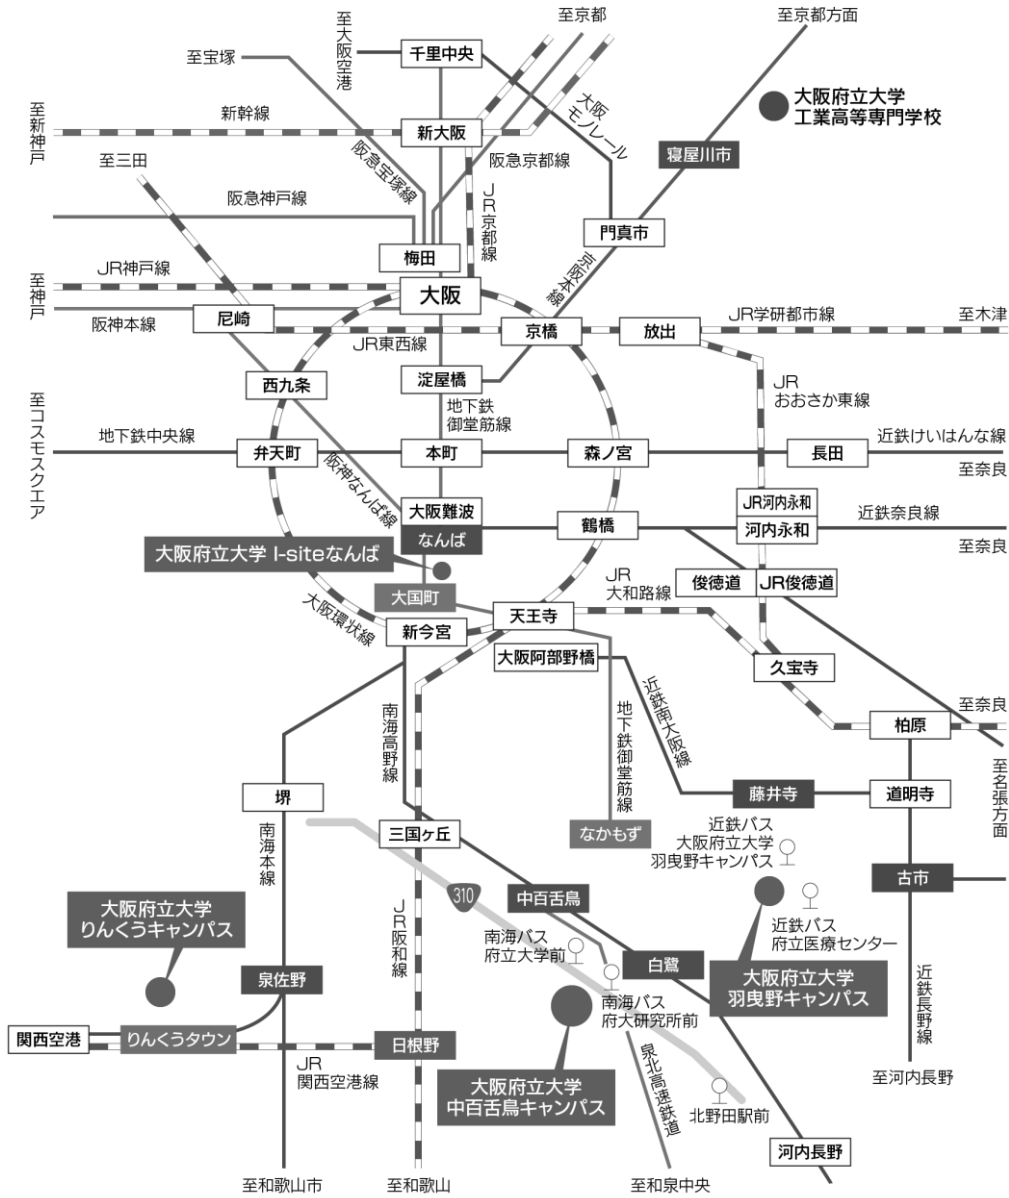 至京都
至京都方面
至大阪空港
千里中央
至宝塚
大阪府立大学
工業高等専門学校
至新神戸
新幹線
大阪モノレール
新大阪
寝屋川市
至三田
阪急宝塚線
阪急京都線
阪急神戸線
JR京都線
門真市
梅田
京阪本線
JR神戸線
至神戸
大阪
阪神本線
尼崎
JR東西線
京橋
放出
JR学研都市線
至木津
西九条
淀屋橋
JR
おおさか東線
地下鉄
御堂筋線
至コスモスクエア
地下鉄中央線
弁天町
本町
森ノ宮
長田
近鉄けいはんな線
至奈良
阪神なんば線
大阪難波
なんば
鶴橋
JR河内永和
河内永和
近鉄奈良線
至奈良
大阪府立大学 I-siteなんば
大国町
JR
大和路線
俊徳道
JR俊徳道
大阪環状線
新今宮
天王寺
大阪阿部野橋
久宝寺
近鉄南大阪線
地下鉄御堂筋線
南海高野線
至奈良
柏原
至名張方面
堺
藤井寺
道明寺
南海本線
三国ヶ丘
なかもず
近鉄バス
大阪府立大学
羽曳野キャンパス
古市
310
中百舌鳥
大阪府立大学
りんくうキャンパス
JR阪和線
南海バス
府立大学前
近鉄バス
府立医療センター
白鷺
大阪府立大学
羽曳野キャンパス
泉佐野
南海バス
府大研究所前
近鉄長野線
関西空港
りんくうタウン
日根野
JR
関西空港線
大阪府立大学
中百舌鳥キャンパス
泉北高速鉄道
北野田駅前
至河内長野
河内長野
至和歌山市
至和歌山
至和泉中央